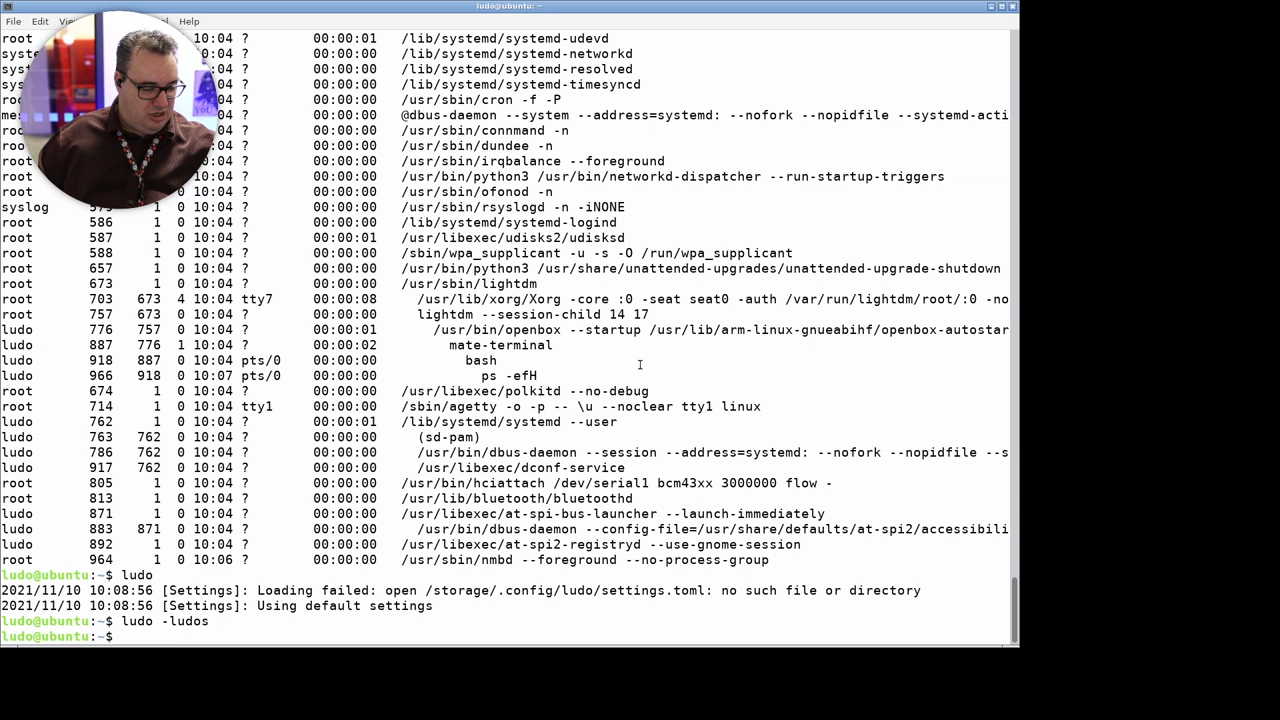 ludo@ubuntu: ~
File Edit Help
root 10:04 ? 00:00:01 /lib/systemd/systemd-udevd
10:04 ? 00:00:00 /lib/systemd/systemd-networkd
10:04 ? 00:00:00 /lib/systemd/systemd-resolved
10:04 ? 00:00:00 /lib/systemd/systemd-timesyncd
10:04 ? 00:00:00 /usr/sbin/cron -f -P
10:04 ? 00:00:00 @dbus-daemon --system --address=systemd: --nofork --nopidfile --systemd-acti
10:04 ? 00:00:00 /usr/sbin/connmand -n
10:04 ? 00:00:00 /usr/sbin/dundee -n
10:04 ? 00:00:00 /usr/sbin/irqbalance --foreground
root 10:04 ? 00:00:00 /usr/bin/python3 /usr/bin/networkd-dispatcher --run-startup-triggers
root 0 10:04 ? 00:00:00 /usr/sbin/ofonod -n
syslog 1 0 10:04 ? 00:00:00 /usr/sbin/rsyslogd -n -iNONE
root 586 1 0 10:04 ? 00:00:00 /lib/systemd/systemd-logind
root 587 1 0 10:04 ? 00:00:01 /usr/libexec/udisks2/udisksd
root 588 1 0 10:04 ? 00:00:00 /sbin/wpa_supplicant -u -s -O /run/wpa_supplicant
root 657 1 0 10:04 ? 00:00:00 /usr/bin/python3 /usr/share/unattended-upgrades/unattended-upgrade-shutdown
root 673 1 0 10:04 ? 00:00:00 /usr/sbin/lightdm
root 703 673 4 10:04 tty7 00:00:08 /usr/lib/xorg/Xorg -core :0 -seat seat0 -auth /var/run/lightdm/root/:0 -no
root 757 673 0 10:04 ? 00:00:00 lightdm --session-child 14 17
ludo 776 757 0 10:04 ? 00:00:01 /usr/bin/openbox --startup /usr/lib/arm-linux-gnueabihf/openbox-autostar
ludo 887 776 1 10:04 ? 00:00:02 mate-terminal
ludo 918 887 0 10:04 pts/0 00:00:00 bash
ludo 966 918 0 10:07 pts/0 00:00:00 ps -efH
root 674 1 0 10:04 ? 00:00:00 /usr/libexec/polkitd --no-debug
root 714 1 0 10:04 tty1 00:00:00 /sbin/agetty -o -p -- \u --noclear tty1 linux
ludo 762 1 0 10:04 ? 00:00:01 /lib/systemd/systemd --user
ludo 763 762 0 10:04 ? 00:00:00 (sd-pam)
ludo 786 762 0 10:04 ? 00:00:00 /usr/bin/dbus-daemon --session --address=systemd: --nofork --nopidfile --s
ludo 917 762 0 10:04 ? 00:00:00 /usr/libexec/dconf-service
root 805 1 0 10:04 ? 00:00:00 /usr/bin/hciattach /dev/serial1 bcm43xx 3000000 flow -
root 813 1 0 10:04 ? 00:00:00 /usr/lib/bluetooth/bluetoothd
ludo 871 1 0 10:04 ? 00:00:00 /usr/libexec/at-spi-bus-launcher --launch-immediately
ludo 883 871 0 10:04 ? 00:00:00 /usr/bin/dbus-daemon --config-file=/usr/share/defaults/at-spi2/accessibili
ludo 892 1 0 10:04 ? 00:00:00 /usr/libexec/at-spi2-registryd --use-gnome-session
root 964 1 0 10:06 ? 00:00:00 /usr/sbin/nmbd --foreground --no-process-group
ludo@ubuntu:~$ ludo
2021/11/10 10:08:56 [Settings]: Loading failed: open /storage/.config/ludo/settings.toml: no such file or directory
2021/11/10 10:08:56 [Settings]: Using default settings
ludo@ubuntu:~$ ludo -ludos
ludo@ubuntu:~$